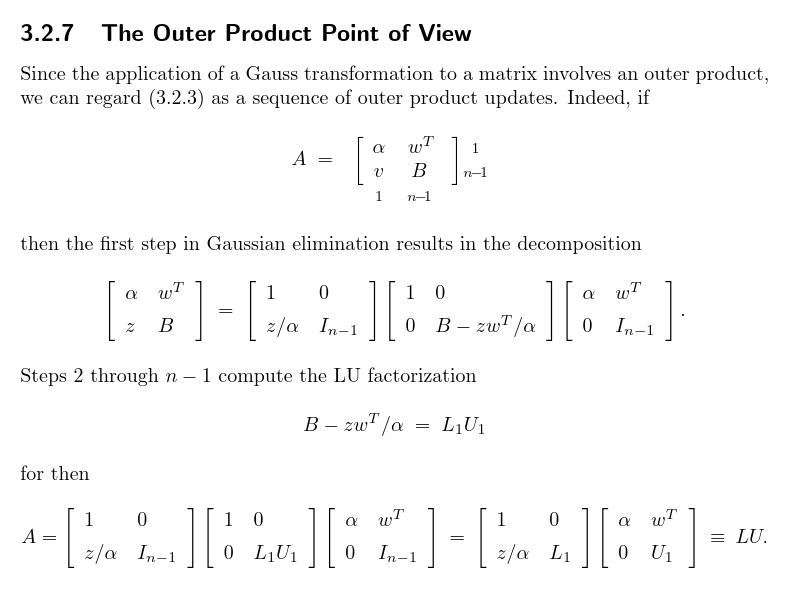 3.2.7 The Outer Product Point of View
Since the application of a Gauss transformation to a matrix involves an outer product,
we can regard (3.2.3) as a sequence of outer product updates. Indeed, if
A = [ α w^T ; v B ] 1 n−1
1 n−1
then the first step in Gaussian elimination results in the decomposition
[ α w^T ; z B ] = [ 1 0 ; z/α I_{n−1} ] [ 1 0 ; 0 B − zw^T/α ] [ α w^T ; 0 I_{n−1} ] .
Steps 2 through n − 1 compute the LU factorization
B − zw^T/α = L_1U_1
for then
A = [ 1 0 ; z/α I_{n−1} ] [ 1 0 ; 0 L_1U_1 ] [ α w^T ; 0 I_{n−1} ] = [ 1 0 ; z/α L_1 ] [ α w^T ; 0 U_1 ] ≡ LU.